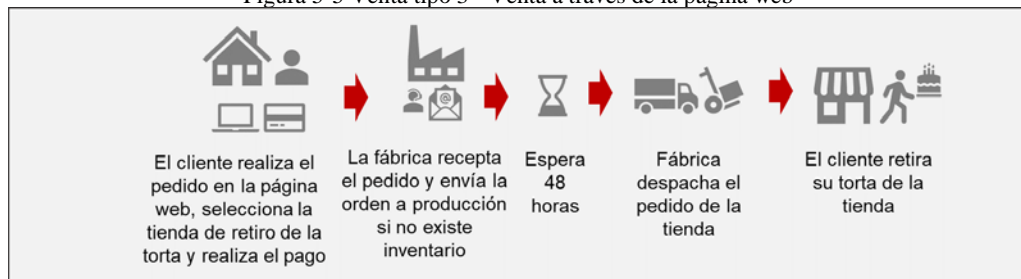 Figura 3-3 Venta tipo 3 – Venta a través de la página web
El cliente realiza el
pedido en la página
web, selecciona la
tienda de retiro de la
torta y realiza el pago
La fábrica recepta
el pedido y envía la
orden a producción
si no existe
inventario
Espera
48
horas
Fábrica
despacha el
pedido de la
tienda
El cliente retira
su torta de la
tienda